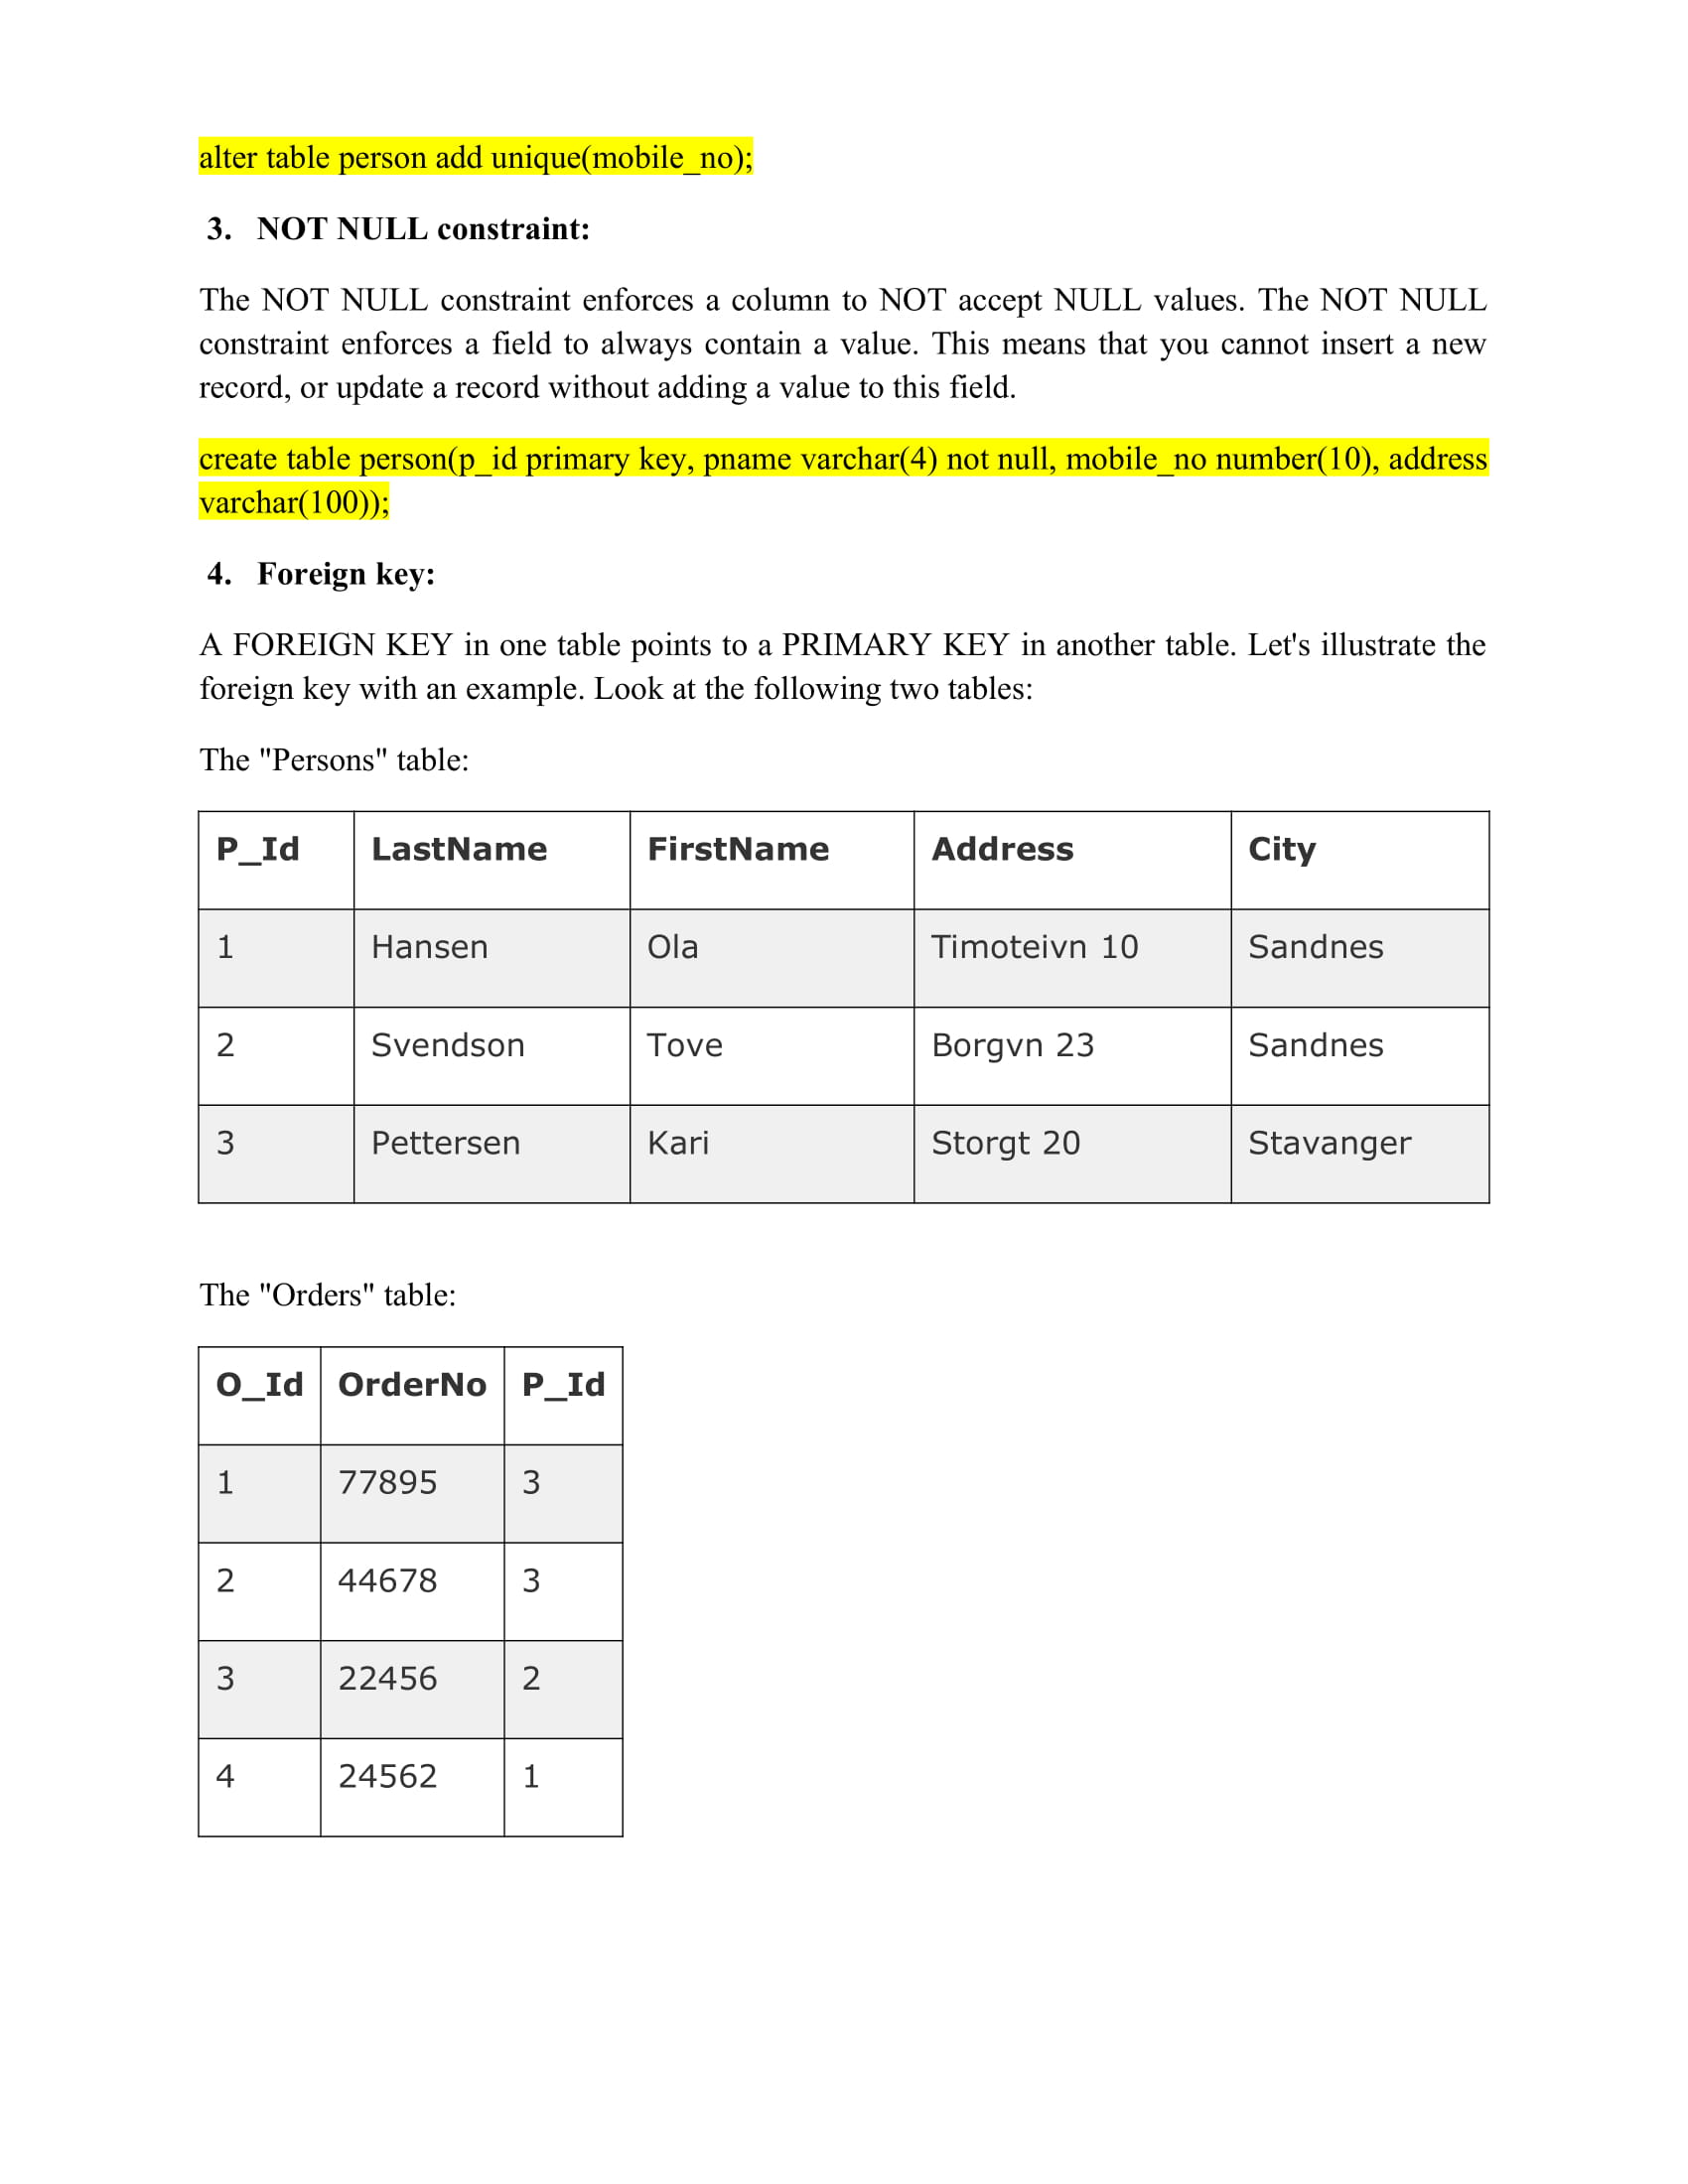 alter table person add unique(mobile_no);
3. NOT NULL constraint:
The NOT NULL constraint enforces a column to NOT accept NULL values. The NOT NULL
constraint enforces a field to always contain a value. This means that you cannot insert a new
record, or update a record without adding a value to this field.
create table person(p_id primary key, pname varchar(4) not null, mobile_no number(10), address
varchar(100));
4. Foreign key:
A FOREIGN KEY in one table points to a PRIMARY KEY in another table. Let's illustrate the
foreign key with an example. Look at the following two tables:
The "Persons" table:
P_Id LastName FirstName Address City
1 Hansen Ola Timoteivn 10 Sandnes
2 Svendson Tove Borgvn 23 Sandnes
3 Pettersen Kari Storgt 20 Stavanger
The "Orders" table:
O_Id OrderNo P_Id
1 77895 3
2 44678 3
3 22456 2
4 24562 1